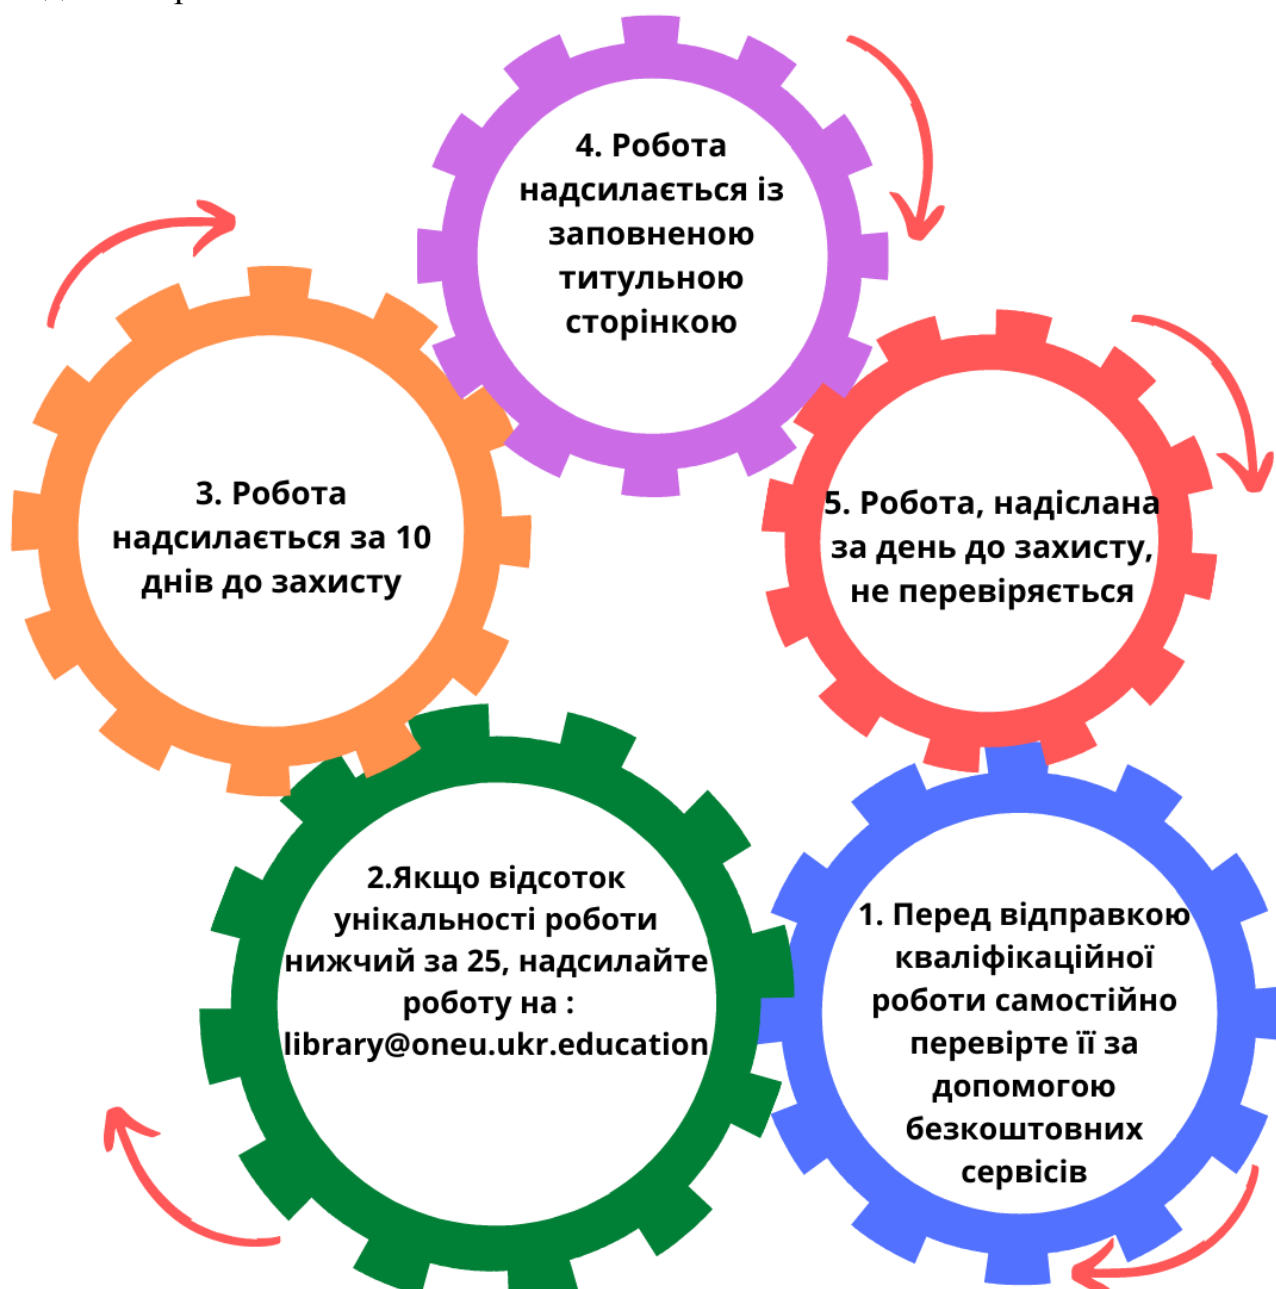 4. Робота
надсилається із
заповненою
титульною
сторінкою
3. Робота
надсилається за 10
днів до захисту
5. Робота, надіслана
за день до захисту,
не перевіряється
2.Якщо відсоток
унікальності роботи
нижчий за 25, надсилайте
роботу на :
library@oneu.ukr.education
1. Перед відправкою
кваліфікаційної
роботи самостійно
перевірте її за
допомогою
безкоштовних
сервісів